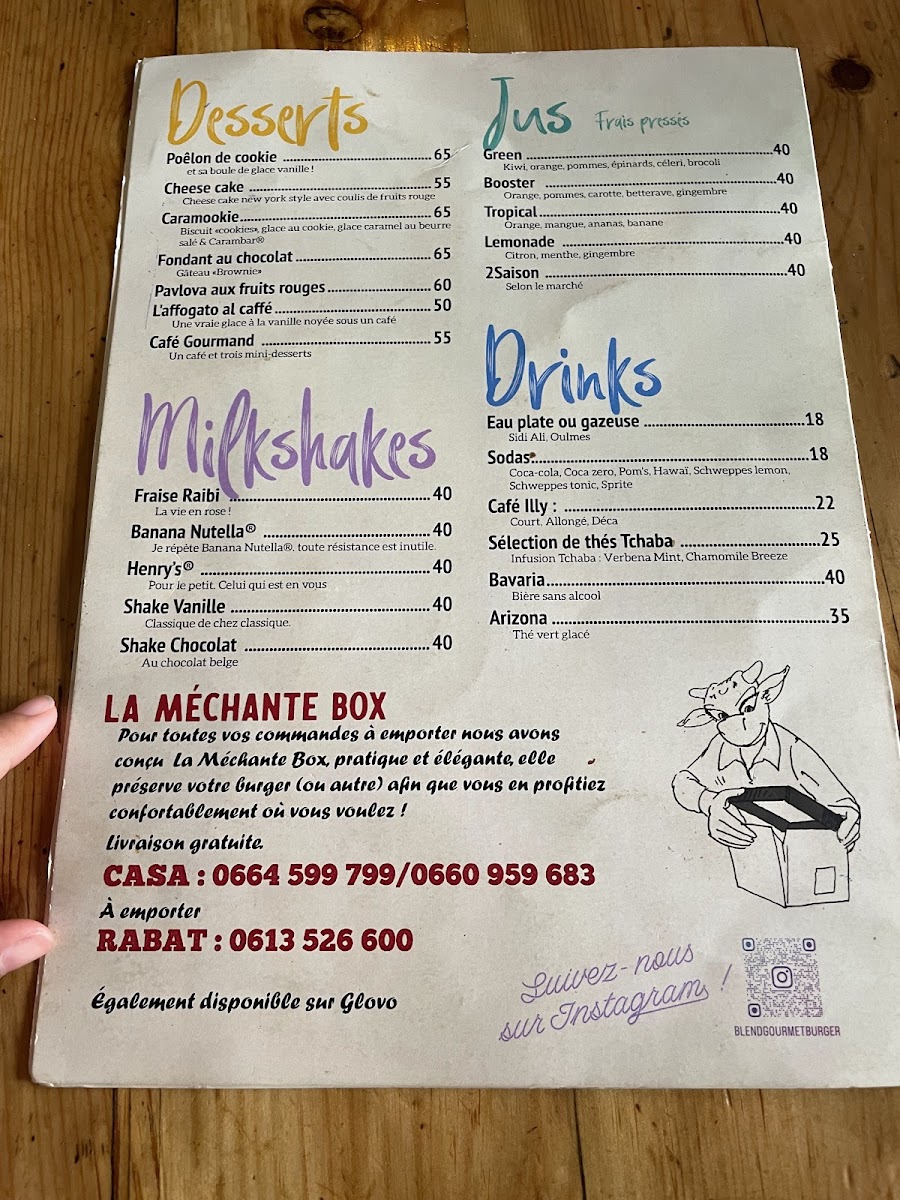 Desserts
Poêlon de cookie ........ 65
et sa boule de glace vanille !
Cheese cake ........ 55
Cheese cake new york style avec coulis de fruits rouge
Caramookie ........ 65
Biscuit «cookies», glace au cookie, glace caramel au beurre
salé & Carambar®
Fondant au chocolat ........ 65
Gâteau «Brownie»
Pavlova aux fruits rouges ........ 60
L'affogato al caffé ........ 50
Une vraie glace à la vanille noyée sous un café
Café Gourmand ........ 55
Un café et trois mini-desserts
Milkshakes
Fraise Raibi ........ 40
La vie en rose !
Banana Nutella® ........ 40
Je répète Banana Nutella®, toute résistance est inutile.
Henry's® ........ 40
Pour le petit. Celui qui est en vous
Shake Vanille ........ 40
Classique de chez classique.
Shake Chocolat ........ 40
Au chocolat belge
Jus Frais pressés
Green ........ 40
Kiwi, orange, pommes, épinards, céleri, brocoli
Booster ........ 40
Orange, pommes, carotte, betterave, gingembre
Tropical ........ 40
Orange, mangue, ananas, banane
Lemonade ........ 40
Citron, menthe, gingembre
2Saison ........ 40
Selon le marché
Drinks
Eau plate ou gazeuse ........ 18
Sidi Ali, Oulmes
Sodas ........ 18
Coca-cola, Coca zero, Pom's, Hawaï, Schweppes lemon,
Schweppes tonic, Sprite
Café Illy : ........ 22
Court, Allongé, Déca
Sélection de thés Tchaba ........ 25
Infusion Tchaba : Verbena Mint, Chamomile Breeze
Bavaria ........ 40
Bière sans alcool
Arizona ........ 35
Thé vert glacé
LA MÉCHANTE BOX
Pour toutes vos commandes à emporter nous avons
conçu La Méchante Box, pratique et élégante, elle
préserve votre burger (ou autre) afin que vous en profitiez
confortablement où vous voulez !
Livraison gratuite.
CASA : 0664 599 799/0660 959 683
À emporter
RABAT : 0613 526 600
Également disponible sur Glovo
Suivez-nous
sur Instagram !
BLENDGOURMETBURGER